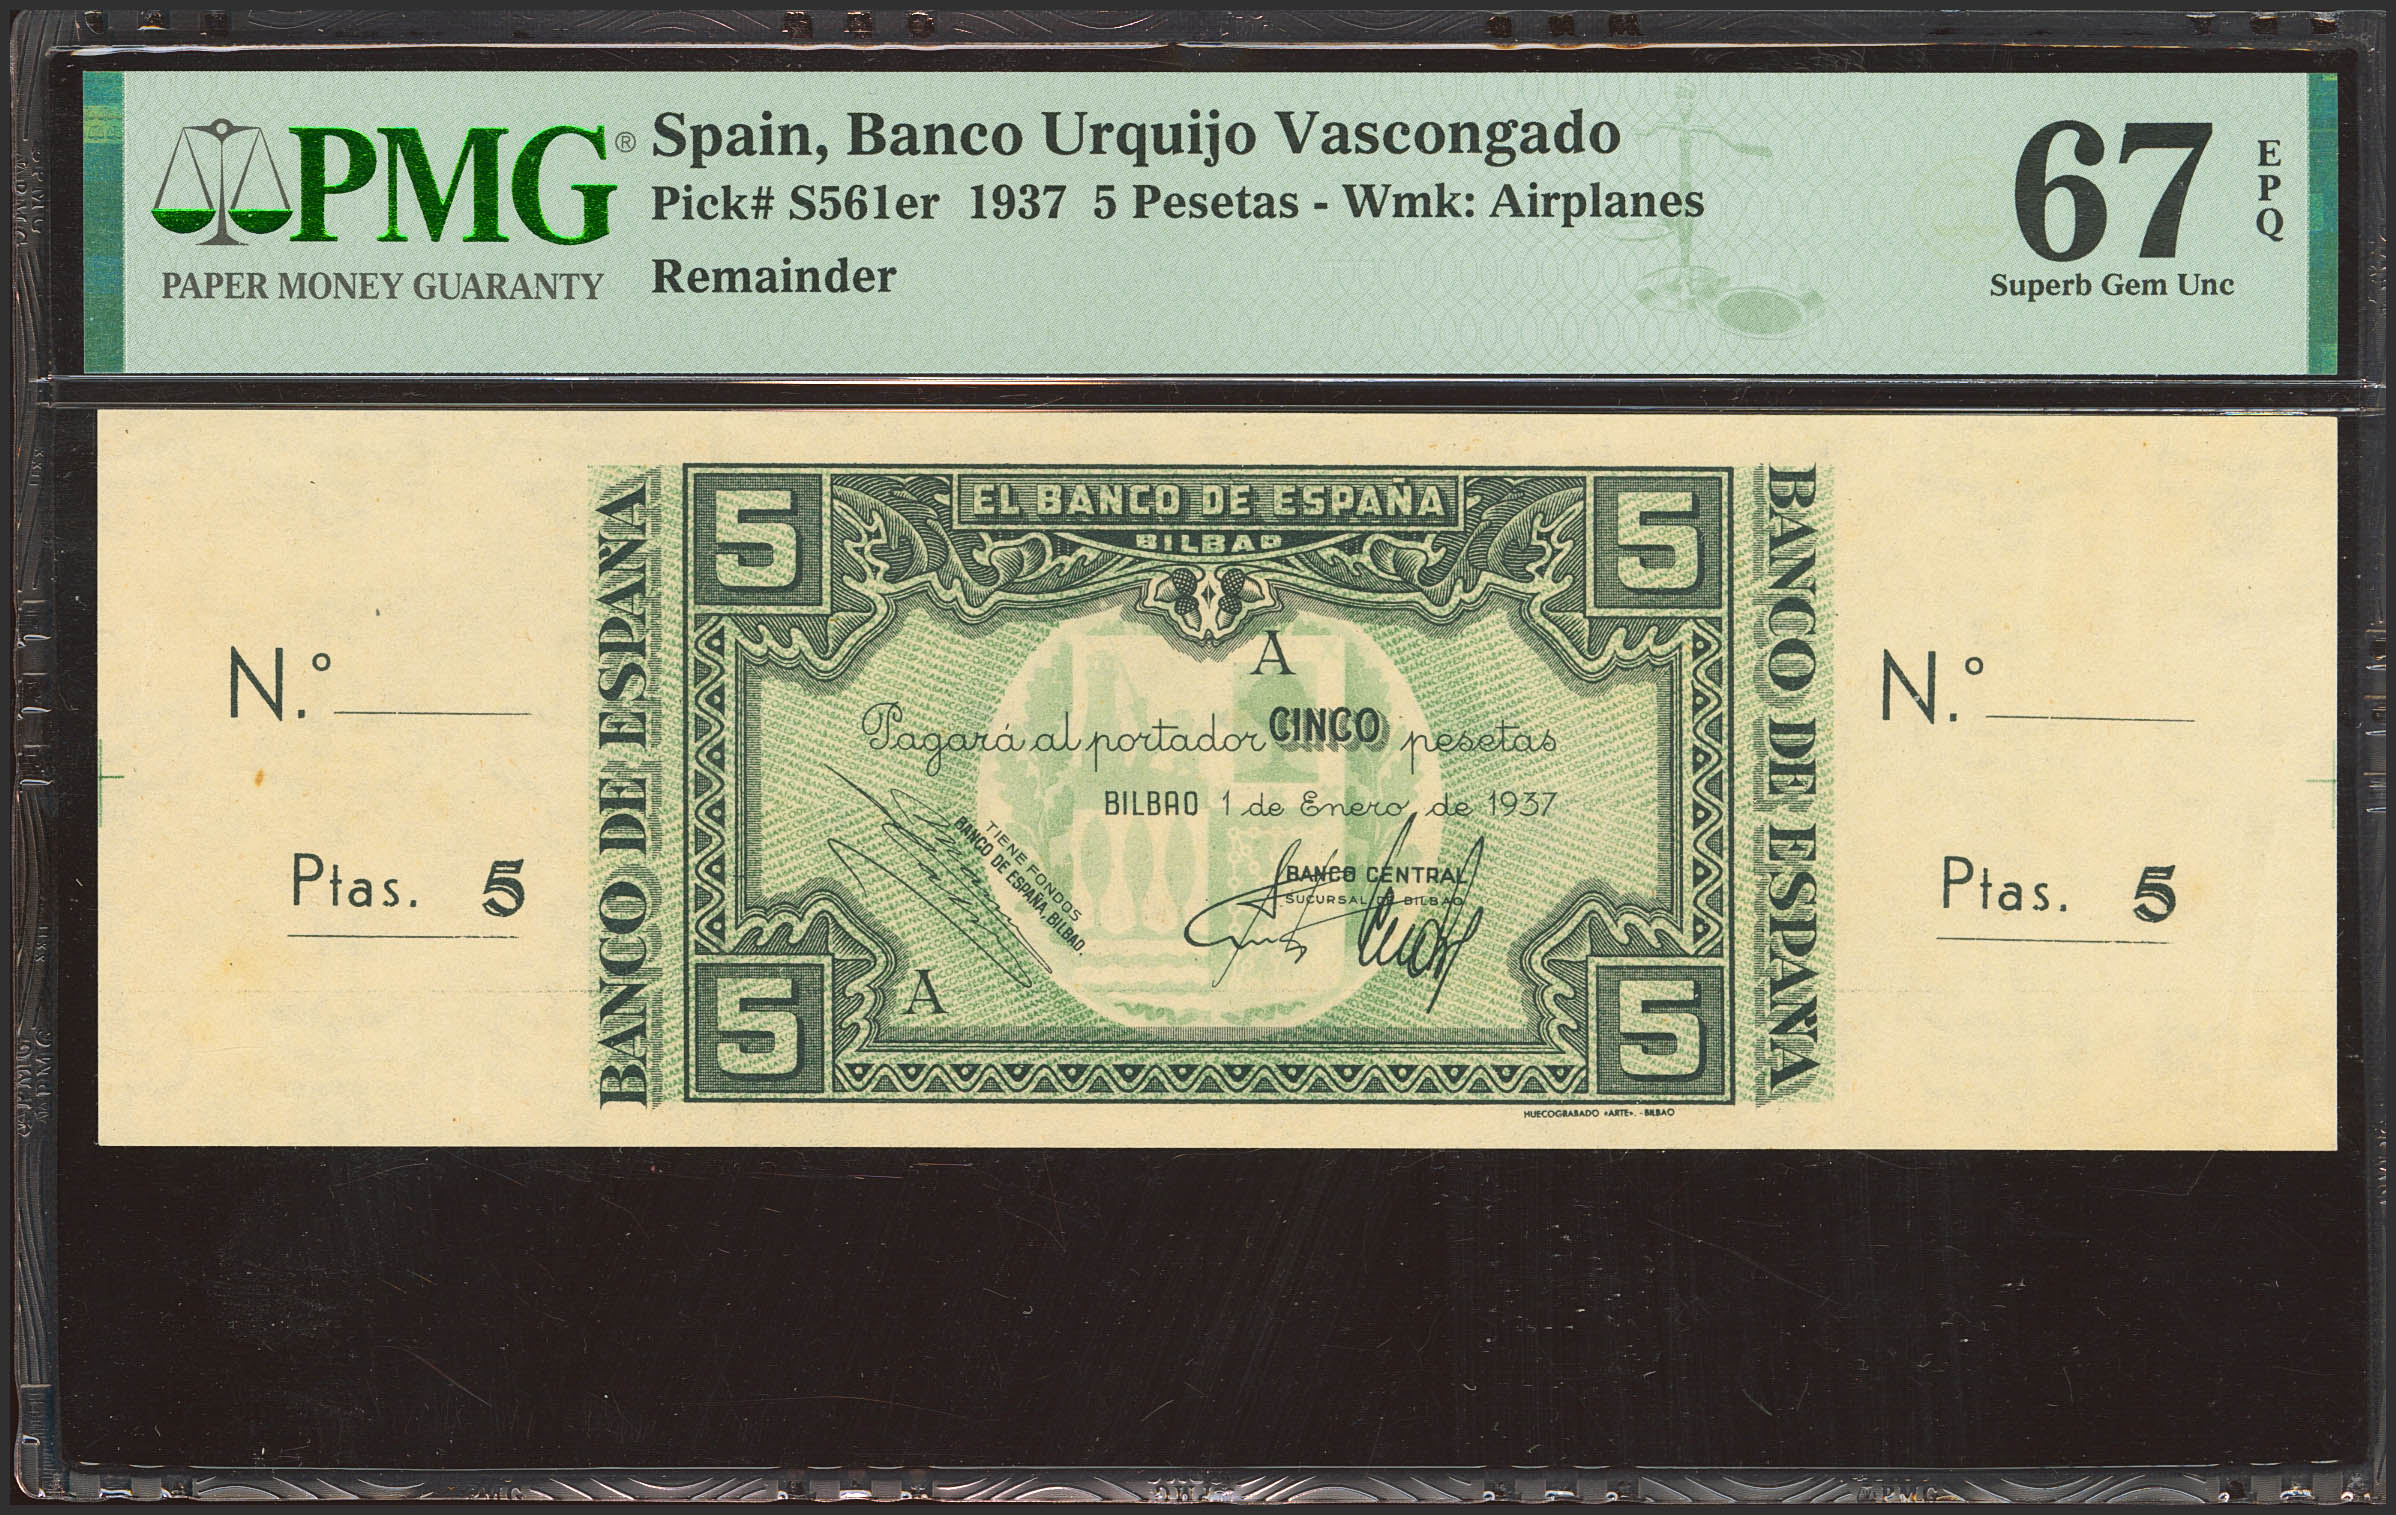 PMG®
PAPER MONEY GUARANTY
Spain, Banco Urquijo Vascongado
Pick# S561er 1937 5 Pesetas - Wmk: Airplanes
Remainder
67
EPQ
Superb Gem Unc
N.º
Ptas. 5
BANCO DE ESPAÑA
5
EL BANCO DE ESPAÑA
5
BILBAO
A
Pagará al portador CINCO pesetas
BILBAO 1 de Enero de 1937
TIENE FONDOS
BANCO DE ESPAÑA, BILBAO.
BANCO CENTRAL
SUCURSAL DE BILBAO
A
5
5
HUECOGRABADO «ARTE». - BILBAO
BANCO DE ESPAÑA
N.º
Ptas. 5